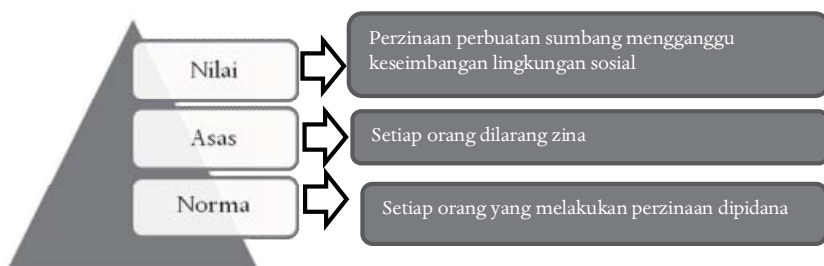 Nilai
Perzinaan perbuatan sumbang mengganggu
keseimbangan lingkungan sosial
Asas
Setiap orang dilarang zina
Norma
Setiap orang yang melakukan perzinaan dipidana